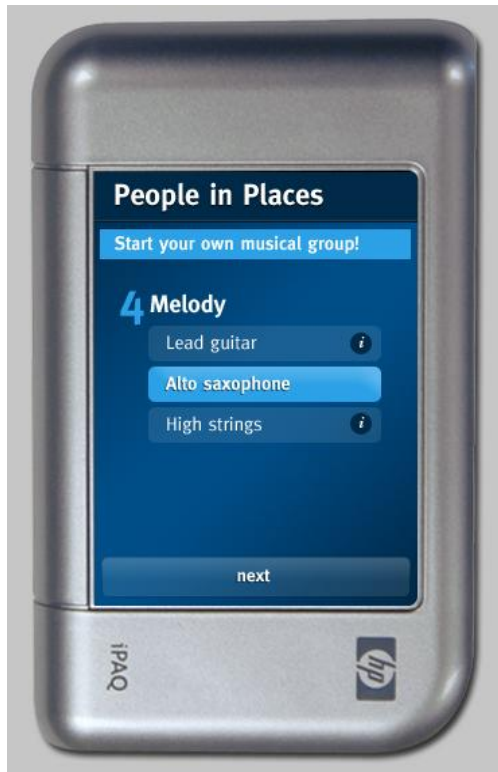 People in Places
Start your own musical group!
4 Melody
Lead guitar i
Alto saxophone
High strings i
next
iPAQ
hp